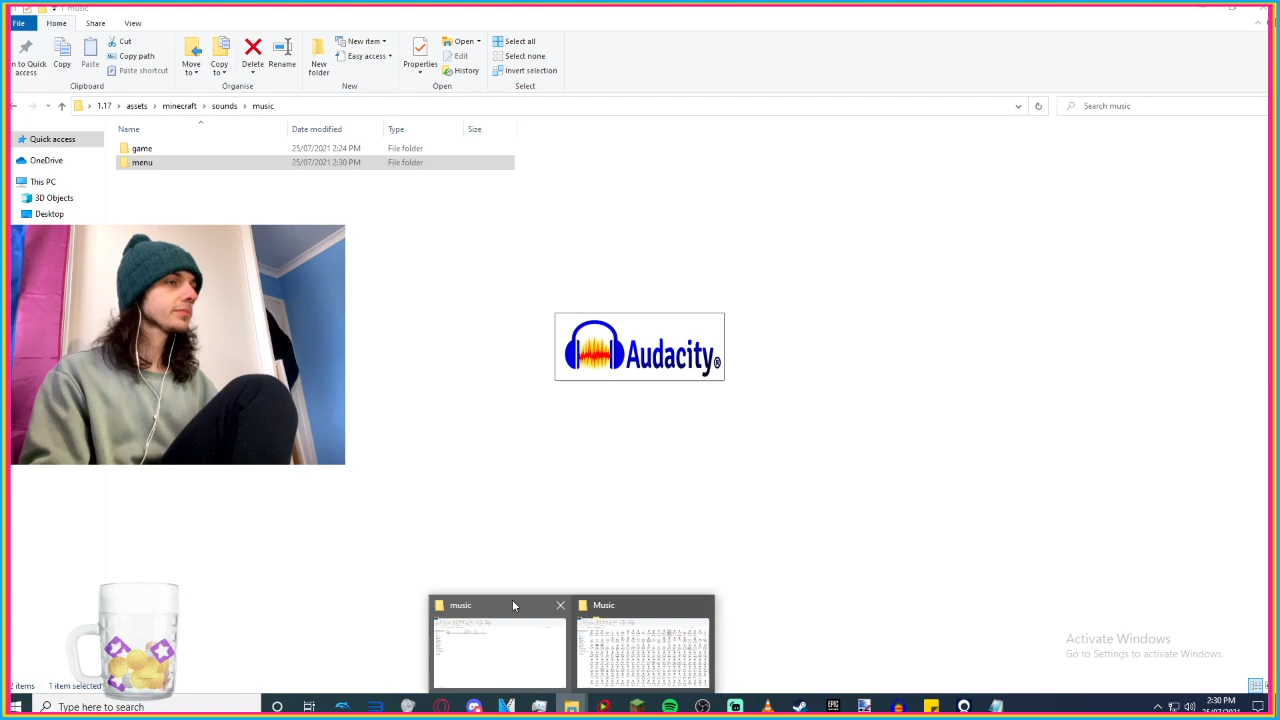 music
File Home Share View
Cut
Copy path
Paste shortcut
Copy
Paste
Move to
Copy to
Delete
Rename
New folder
New item
Easy access
Properties
Open
Edit
History
Select all
Select none
Invert selection
n to Quick access
Clipboard Organise New Open Select
1.17 > assets > minecraft > sounds > music
Search music
Name Date modified Type Size
Quick access
OneDrive
This PC
3D Objects
Desktop
game 25/07/2021 2:24 PM File folder
menu 25/07/2021 2:30 PM File folder
Audacity®
music
Music
Activate Windows
Go to Settings to activate Windows.
2 items 1 item selected
Type here to search
EPIC
2:30 PM